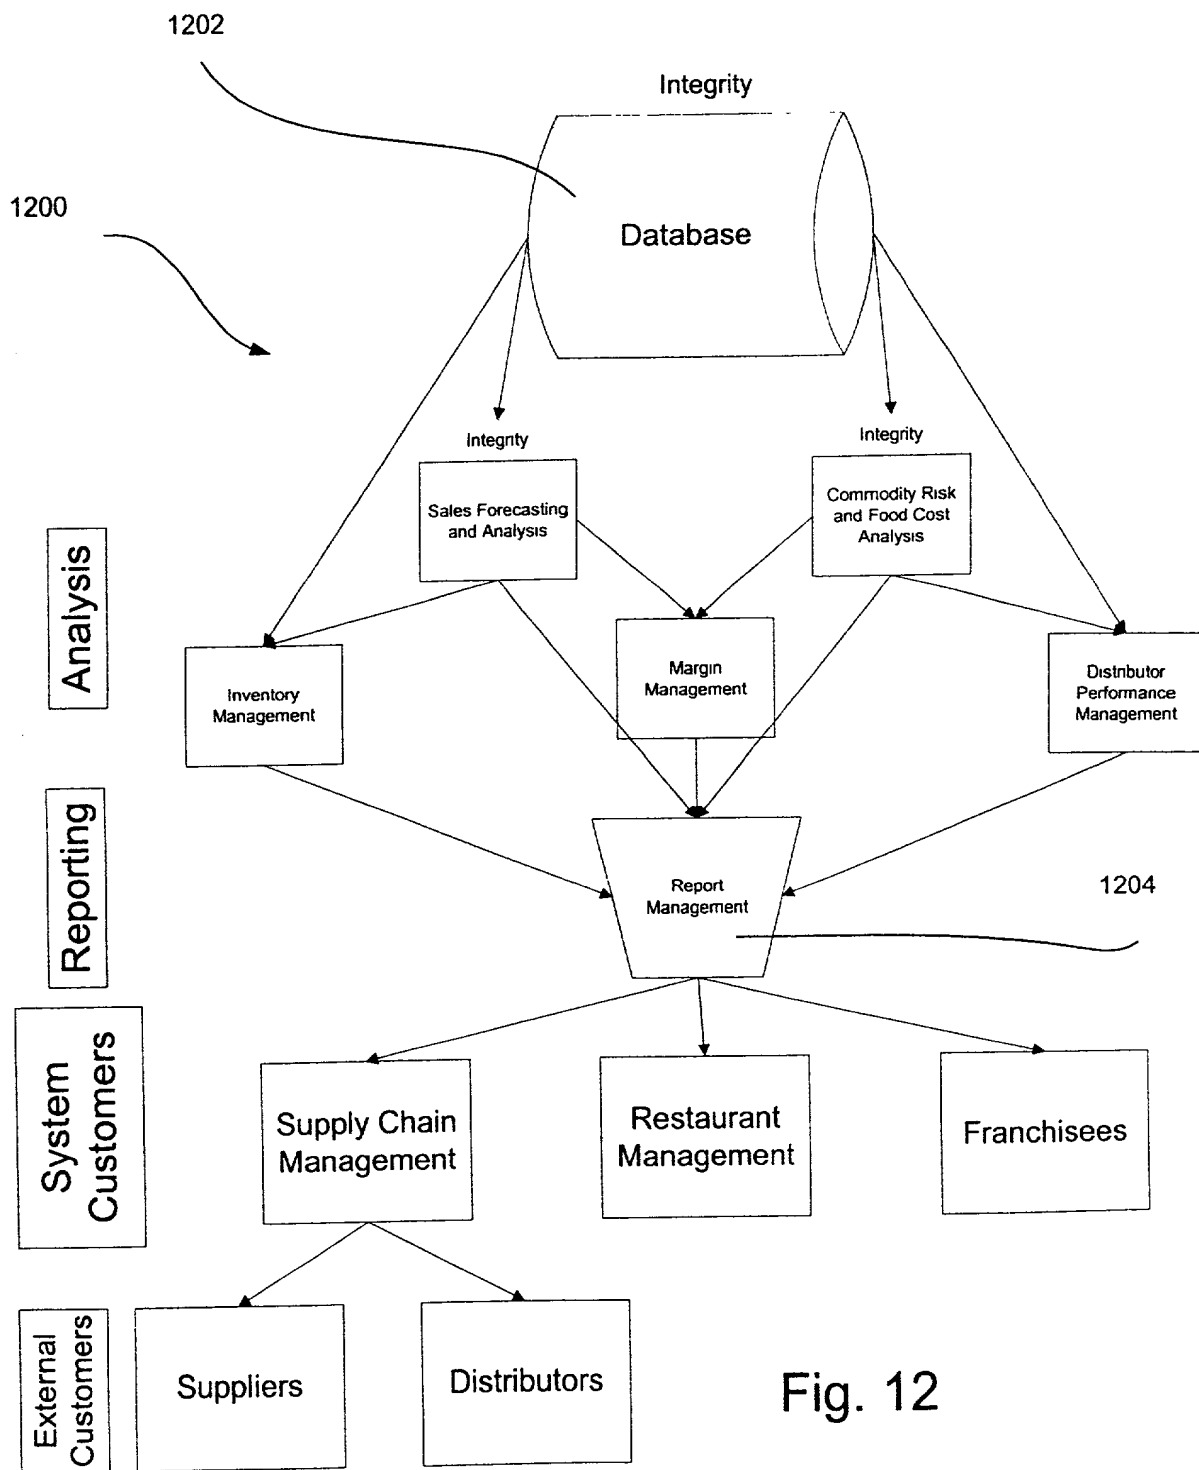 1202
Integrity
1200
Database
Integrity
Integrity
Sales Forecasting
and Analysis
Commodity Risk
and Food Cost
Analysis
Analysis
Inventory
Management
Margin
Management
Distributor
Performance
Management
Reporting
Report
Management
1204
System
Customers
Supply Chain
Management
Restaurant
Management
Franchisees
External
Customers
Suppliers
Distributors
Fig. 12